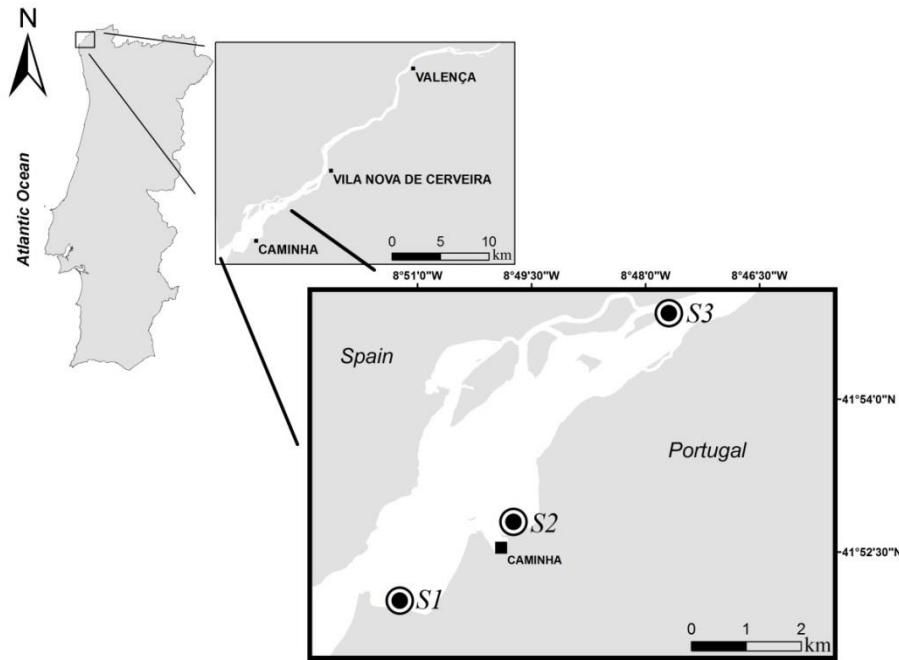 N
Atlantic Ocean
VALENÇA
VILA NOVA DE CERVEIRA
CAMINHA
0 5 10
km
8°51'0"W 8°49'30"W 8°48'0"W 8°46'30"W
S3
Spain
41°54'0"N
Portugal
S2
CAMINHA
41°52'30"N
S1
0 1 2
km